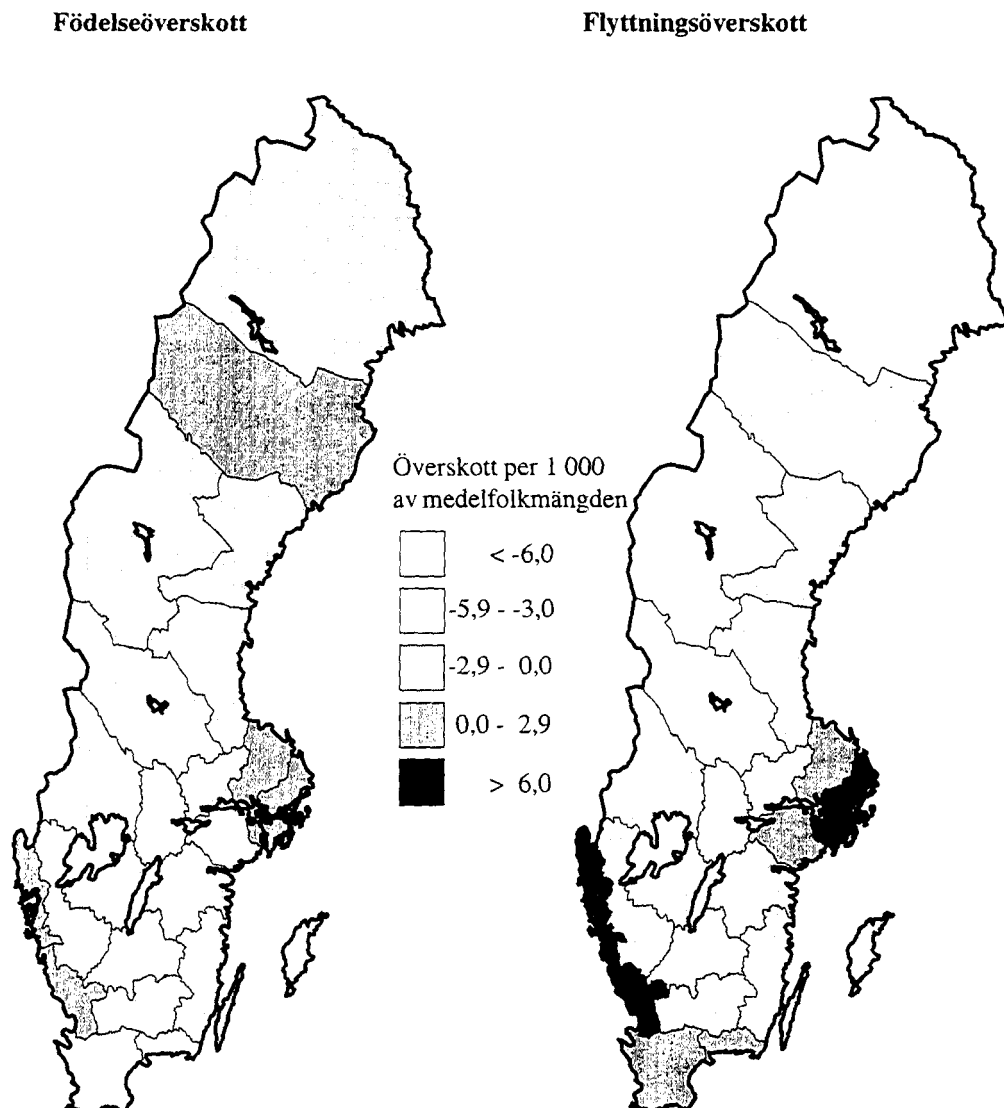 Födelseöverskott
Flyttningsöverskott
Överskott per 1 000
av medelfolkmängden
< -6,0
-5,9 - -3,0
-2,9 - 0,0
0,0 - 2,9
> 6,0